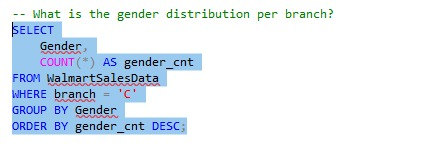 -- What is the gender distribution per branch?
SELECT
Gender,
COUNT(*) AS gender_cnt
FROM WalmartSalesData
WHERE branch = 'C'
GROUP BY Gender
ORDER BY gender_cnt DESC;